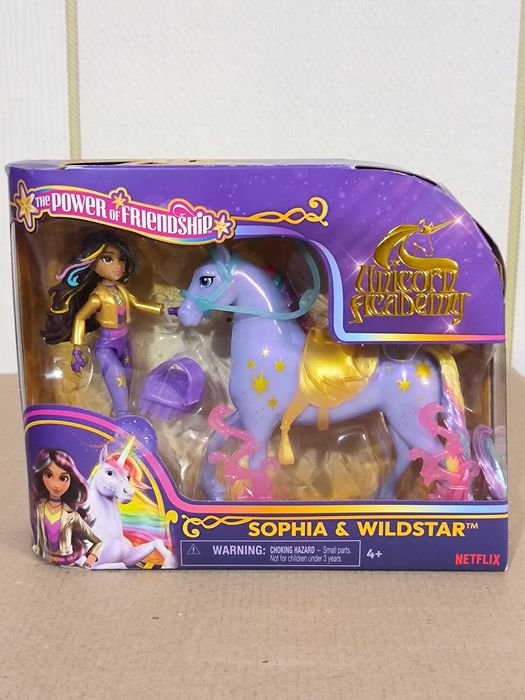 THE POWER OF FRIENDSHIP
Unicorn
Academy
SOPHIA & WILDSTAR™
WARNING: CHOKING HAZARD – Small parts.
Not for children under 3 years.
4+
NETFLIX